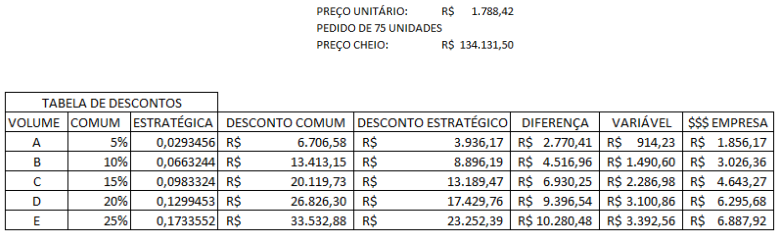 PREÇO UNITÁRIO: R$ 1.788,42
PEDIDO DE 75 UNIDADES
PREÇO CHEIO: R$ 134.131,50
TABELA DE DESCONTOS
VOLUME COMUM ESTRATÉGICA DESCONTO COMUM DESCONTO ESTRATÉGICO DIFERENÇA VARIÁVEL $$$ EMPRESA
A 5% 0,0293456 R$ 6.706,58 R$ 3.936,17 R$ 2.770,41 R$ 914,23 R$ 1.856,17
B 10% 0,0663244 R$ 13.413,15 R$ 8.896,19 R$ 4.516,96 R$ 1.490,60 R$ 3.026,36
C 15% 0,0983324 R$ 20.119,73 R$ 13.189,47 R$ 6.930,25 R$ 2.286,98 R$ 4.643,27
D 20% 0,1299453 R$ 26.826,30 R$ 17.429,76 R$ 9.396,54 R$ 3.100,86 R$ 6.295,68
E 25% 0,1733552 R$ 33.532,88 R$ 23.252,39 R$ 10.280,48 R$ 3.392,56 R$ 6.887,92